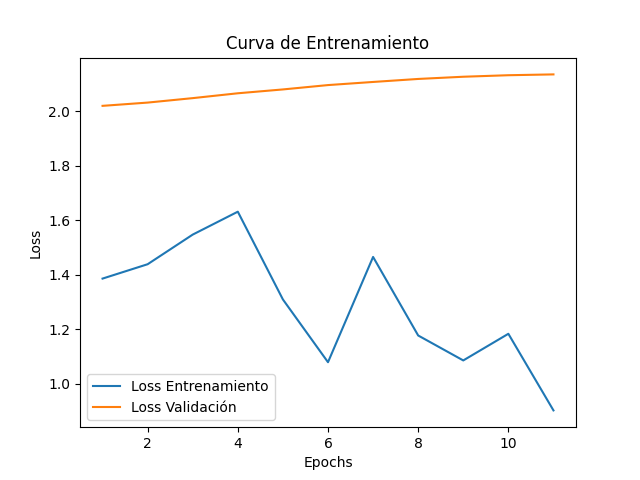 Curva de Entrenamiento
2.0
1.8
1.6
1.4
1.2
1.0
Loss
Loss Entrenamiento
Loss Validación
2
4
6
8
10
Epochs